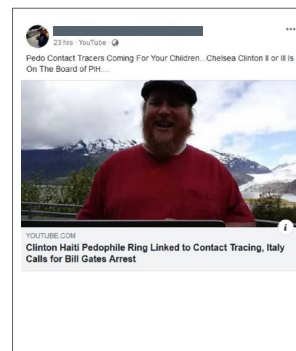 23 hrs · YouTube ·
Pedo Contact Tracers Coming For Your Children...Chelsea Clinton II or III Is
On The Board of PIH....
i
YOUTUBE.COM
Clinton Haiti Pedophile Ring Linked to Contact Tracing, Italy
Calls for Bill Gates Arrest